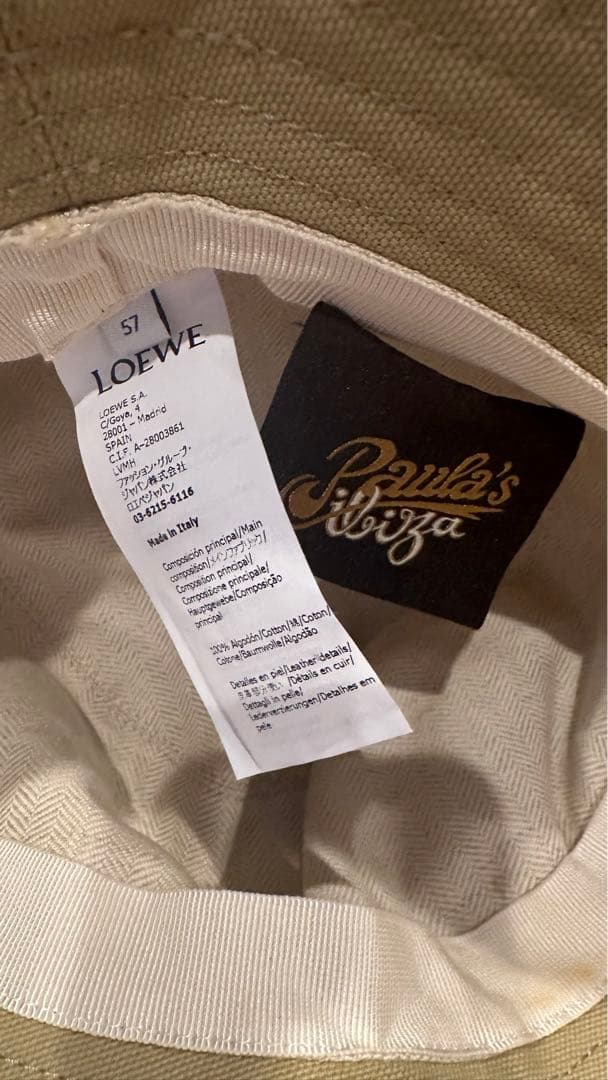 57
LOEWE
LOEWE S.A.
C/Goya, 4
28001 - Madrid
SPAIN
C.I.F. A-28003861
LVMH
ファッション・グループ・
ジャパン株式会社
ロエベジャパン
03-6215-6116
Made in Italy
Composición principal/Main
composition/メインファブリック/
Composition principal/
Composizione principale/
Hauptgewebe/Composição
principal
100% Algodón/Cotton/綿/Coton/
Cotone/Baumwolle/Algodão
Detalles en piel/Leather details/
革部分使い/Détails en cuir/
Dettagli in pelle/
Lederverzierungen/Detalhes em
pele
Paula's
ibiza